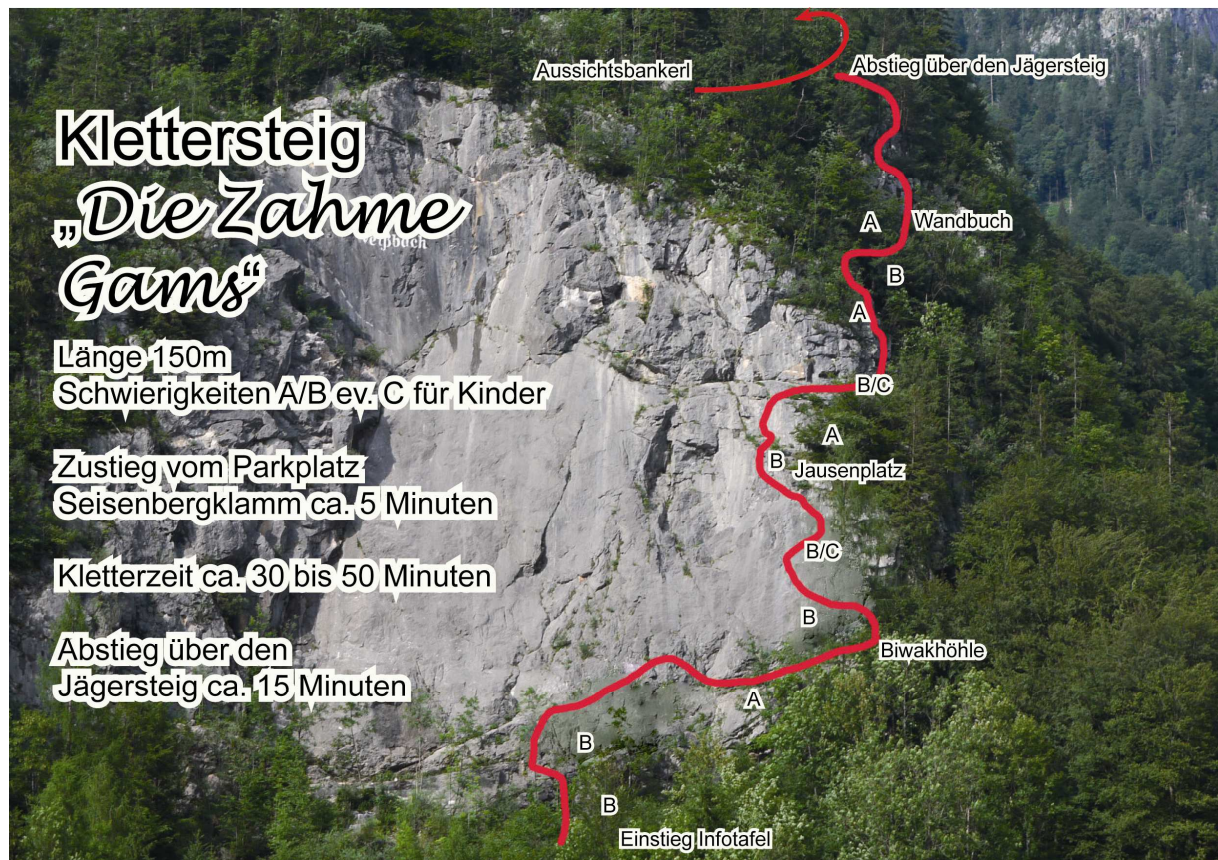 Klettersteig
„Die Zahme
Gams“
Weißbach
Länge 150m
Schwierigkeiten A/B ev. C für Kinder
Zustieg vom Parkplatz
Seisenbergklamm ca. 5 Minuten
Kletterzeit ca. 30 bis 50 Minuten
Abstieg über den
Jägersteig ca. 15 Minuten
Aussichtsbankerl
Abstieg über den Jägersteig
A
Wandbuch
B
A
B/C
A
B
Jausenplatz
B/C
B
Biwakhöhle
A
B
B
Einstieg Infotafel